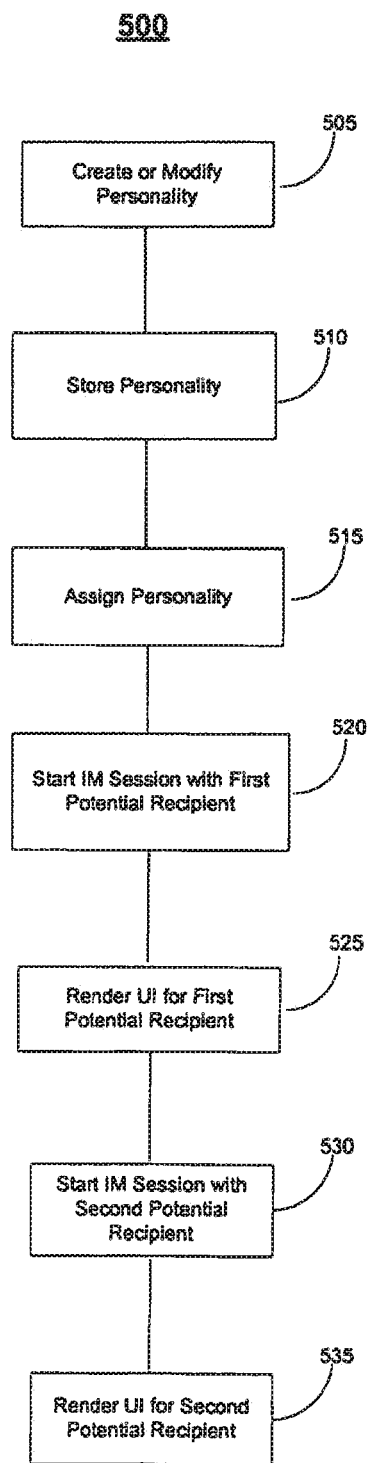 500
505
Create or Modify
Personality
510
Store Personality
515
Assign Personality
520
Start IM Session with First
Potential Recipient
525
Render UI for First
Potential Recipient
530
Start IM Session with
Second Potential
Recipient
535
Render UI for Second
Potential Recipient